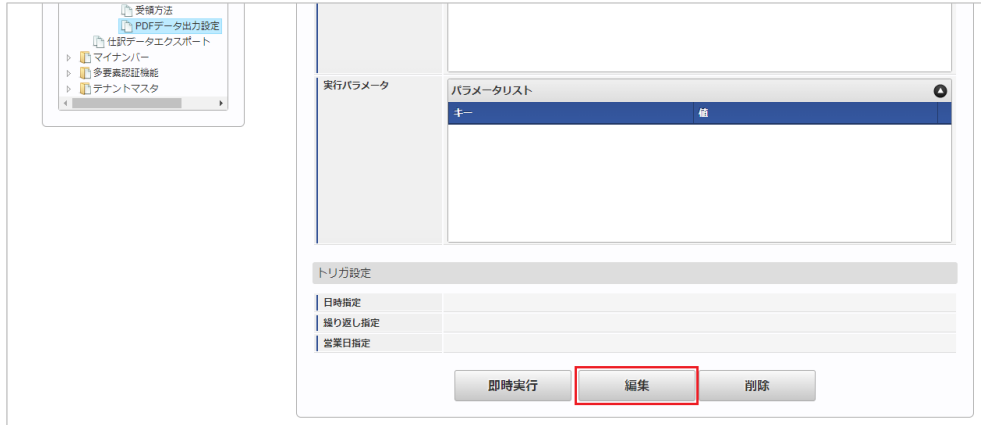 受領方法
PDFデータ出力設定
仕訳データエクスポート
マイナンバー
多要素認証機能
テナントマスタ
実行パラメータ
パラメータリスト
キー
値
トリガ設定
日時指定
繰り返し指定
営業日指定
即時実行
編集
削除